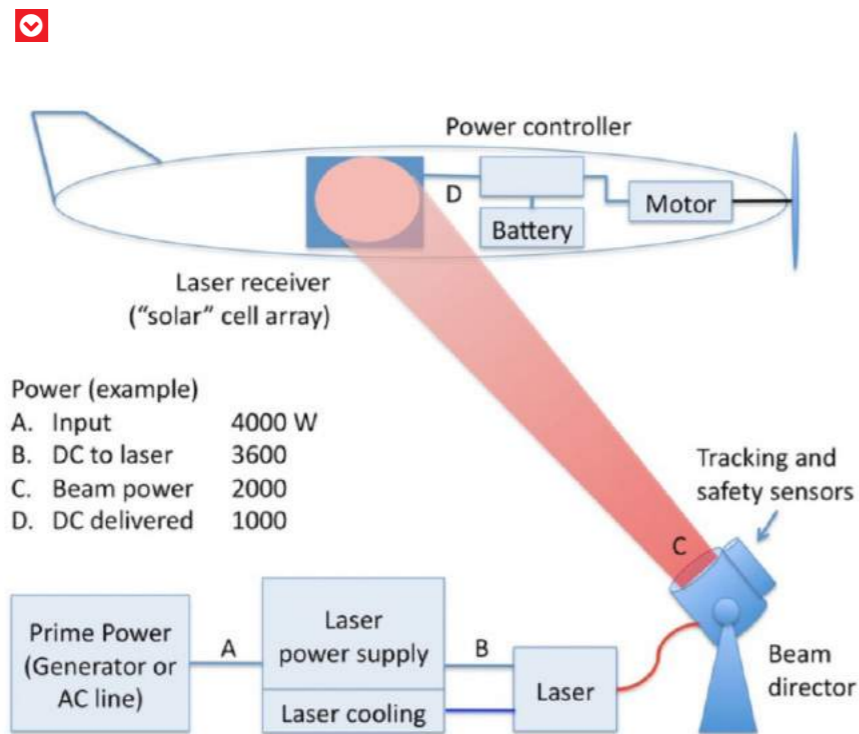 Power controller
D
Motor
Battery
Laser receiver
("solar" cell array)
Power (example)
A. Input 4000 W
B. DC to laser 3600
C. Beam power 2000
D. DC delivered 1000
Tracking and
safety sensors
C
Prime Power
(Generator or
AC line)
A
Laser
power supply
Laser cooling
B
Laser
Beam
director